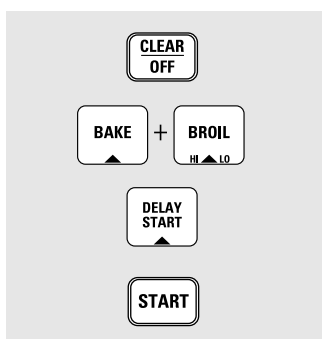 CLEAR
OFF
BAKE + BROIL
HI LO
DELAY
START
START